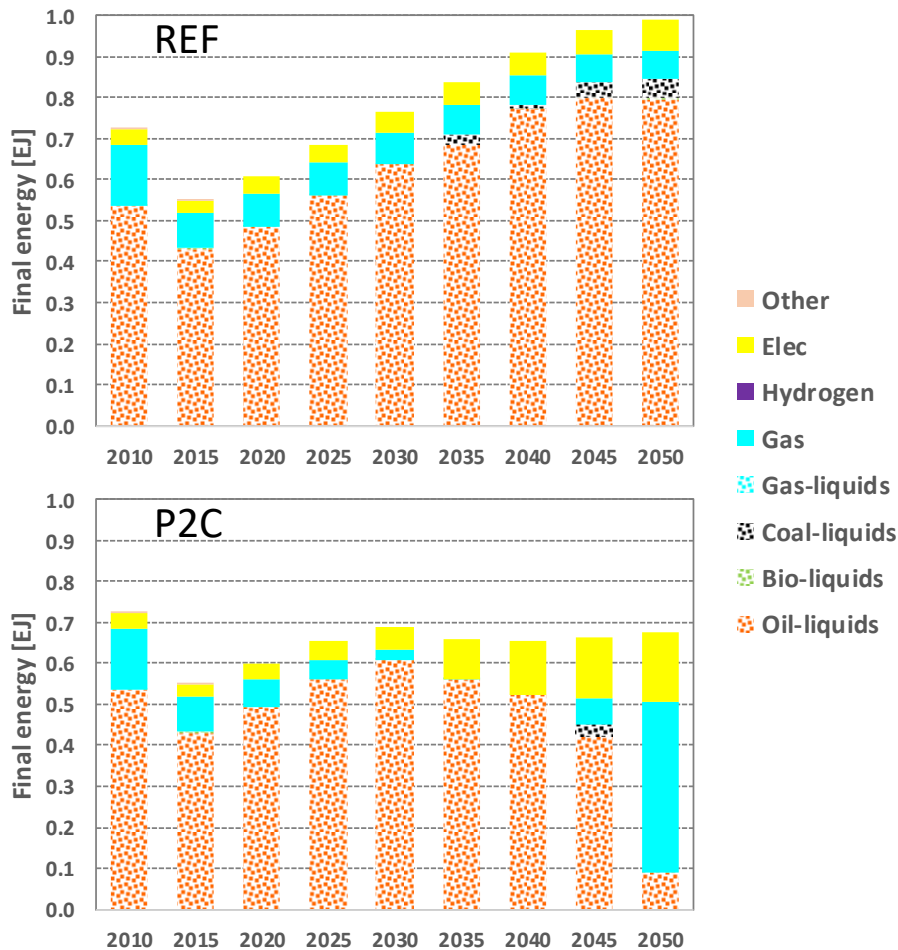 REF
Final energy [EJ]
1.0
0.9
0.8
0.7
0.6
0.5
0.4
0.3
0.2
0.1
0.0
2010 2015 2020 2025 2030 2035 2040 2045 2050
P2C
Final energy [EJ]
1.0
0.9
0.8
0.7
0.6
0.5
0.4
0.3
0.2
0.1
0.0
2010 2015 2020 2025 2030 2035 2040 2045 2050
Other
Elec
Hydrogen
Gas
Gas-liquids
Coal-liquids
Bio-liquids
Oil-liquids